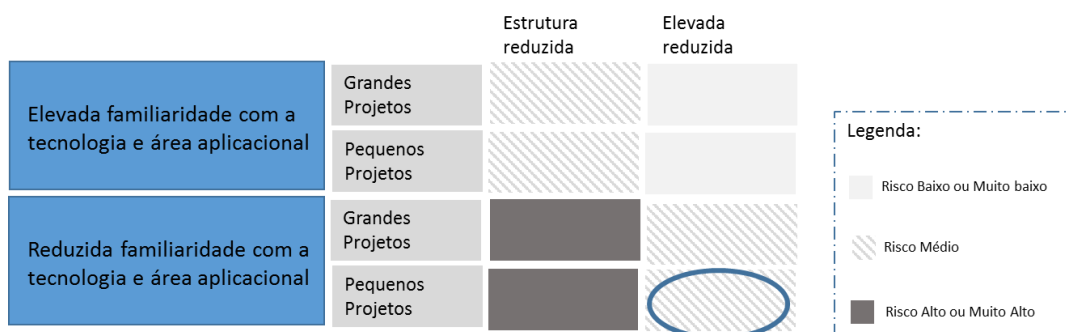 Estrutura
reduzida
Elevada
reduzida
Elevada familiaridade com a
tecnologia e área aplicacional
Grandes
Projetos
Pequenos
Projetos
Reduzida familiaridade com a
tecnologia e área aplicacional
Grandes
Projetos
Pequenos
Projetos
Legenda:
Risco Baixo ou Muito baixo
Risco Médio
Risco Alto ou Muito Alto